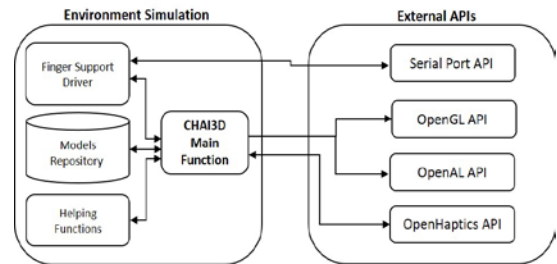 Environment Simulation
External APIs
Finger Support
Driver
Models
Repository
Helping
Functions
CHAI3D
Main
Function
Serial Port API
OpenGL API
OpenAL API
OpenHaptics API